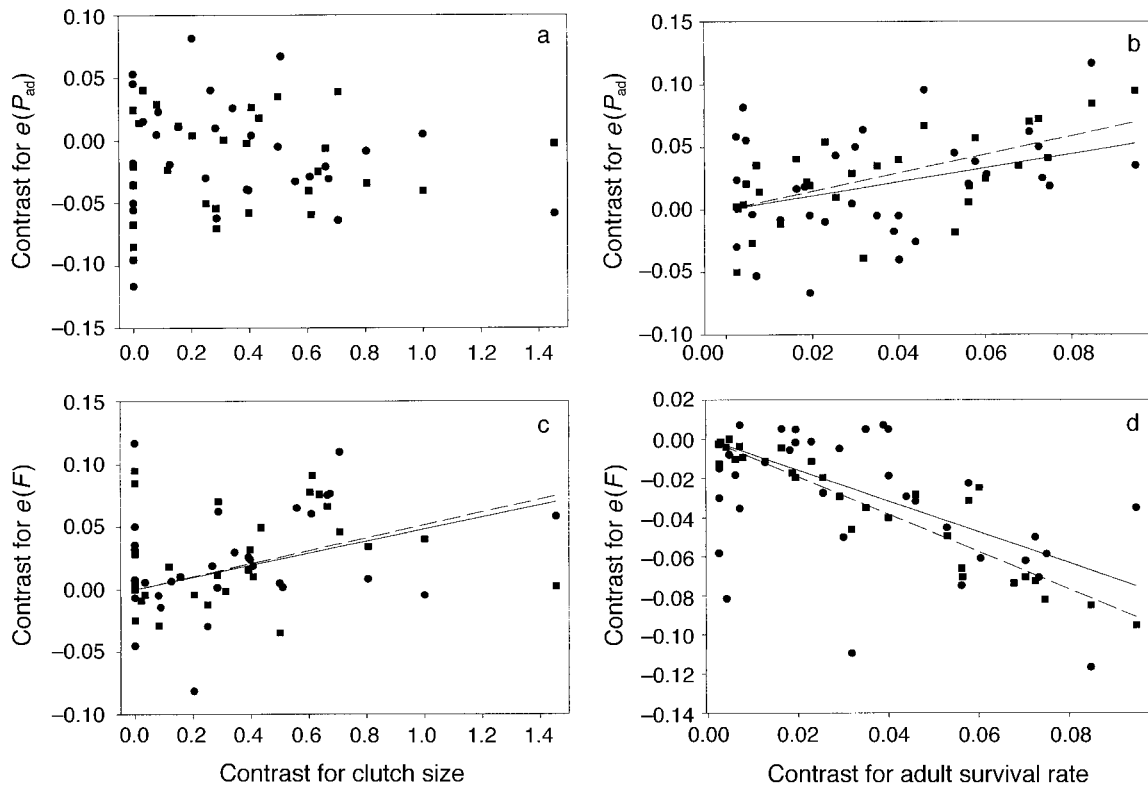 a
0.10
0.05
0.00
−0.05
−0.10
−0.15
Contrast for e(Pad)
0.0 0.2 0.4 0.6 0.8 1.0 1.2 1.4
b
0.15
0.10
0.05
0.00
−0.05
−0.10
Contrast for e(Pad)
0.00 0.02 0.04 0.06 0.08
c
0.15
0.10
0.05
0.00
−0.05
−0.10
Contrast for e(F)
0.0 0.2 0.4 0.6 0.8 1.0 1.2 1.4
Contrast for clutch size
d
0.02
0.00
−0.02
−0.04
−0.06
−0.08
−0.10
−0.12
−0.14
Contrast for e(F)
0.00 0.02 0.04 0.06 0.08
Contrast for adult survival rate